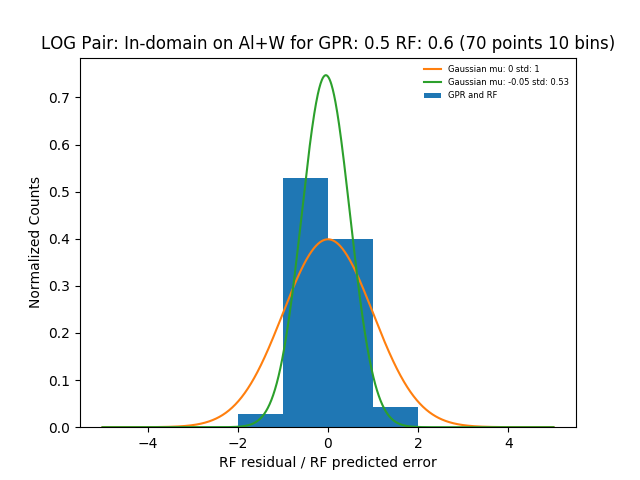 LOG Pair: In-domain on Al+W for GPR: 0.5 RF: 0.6 (70 points 10 bins)
Gaussian mu: 0 std: 1
Gaussian mu: -0.05 std: 0.53
GPR and RF
Normalized Counts
0.7
0.6
0.5
0.4
0.3
0.2
0.1
0.0
−4
−2
0
2
4
RF residual / RF predicted error